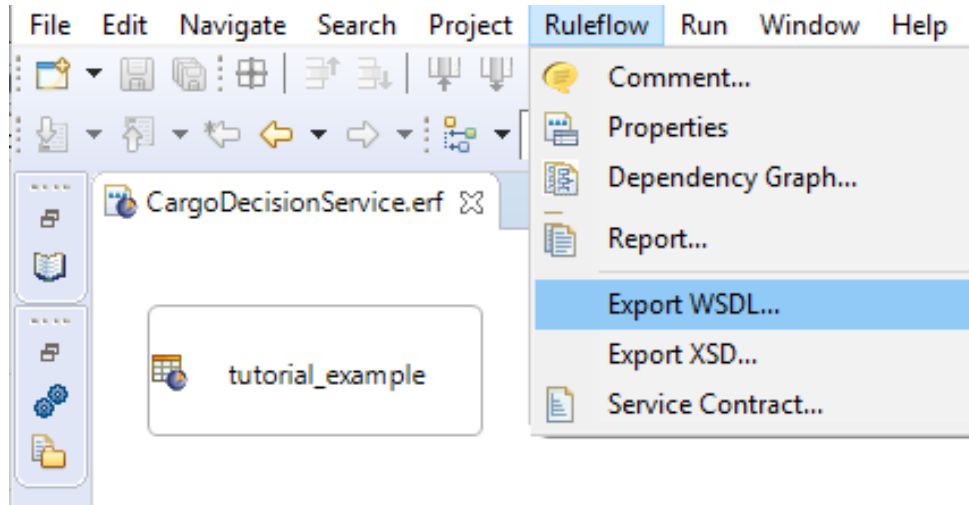 File Edit Navigate Search Project Ruleflow Run Window Help
Comment...
Properties
Dependency Graph...
Report...
Export WSDL...
Export XSD...
Service Contract...
CargoDecisionService.erf
tutorial_example